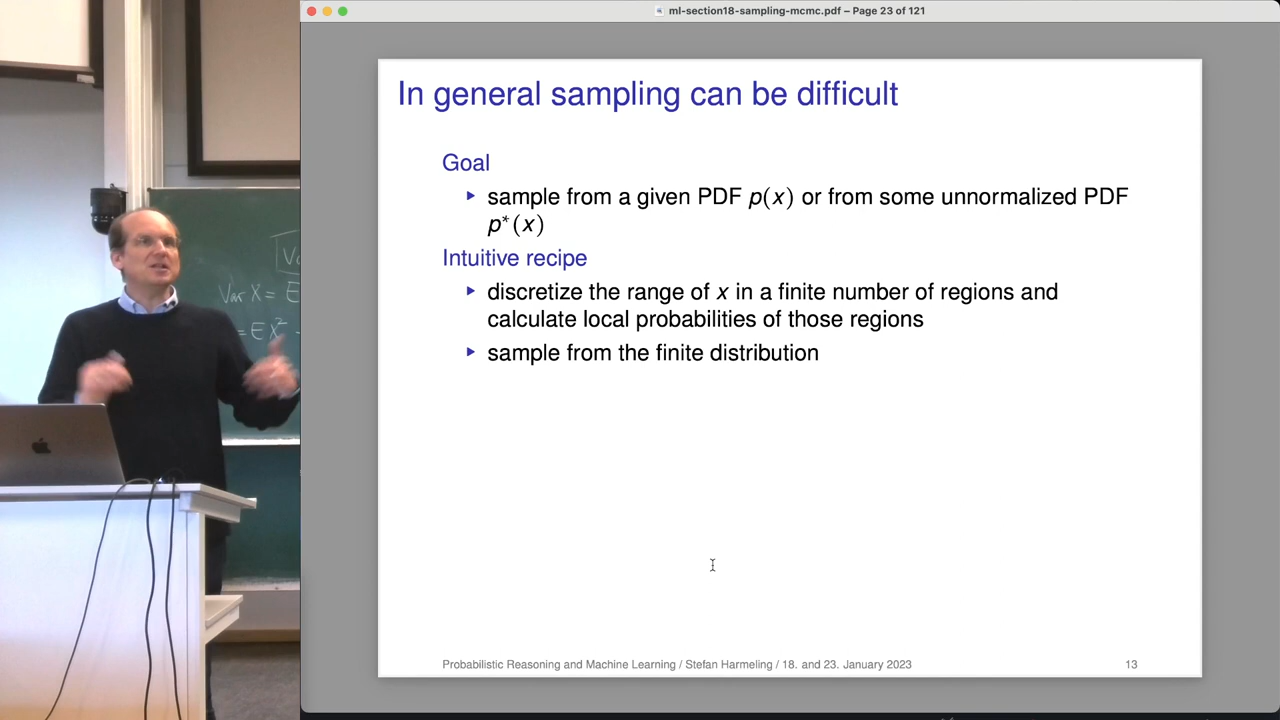 ml-section18-sampling-mcmc.pdf – Page 23 of 121
In general sampling can be difficult
Goal
sample from a given PDF p(x) or from some unnormalized PDF
p*(x)
Intuitive recipe
discretize the range of x in a finite number of regions and
calculate local probabilities of those regions
sample from the finite distribution
Probabilistic Reasoning and Machine Learning / Stefan Harmeling / 18. and 23. January 2023
13
Var X = E
= EX² -